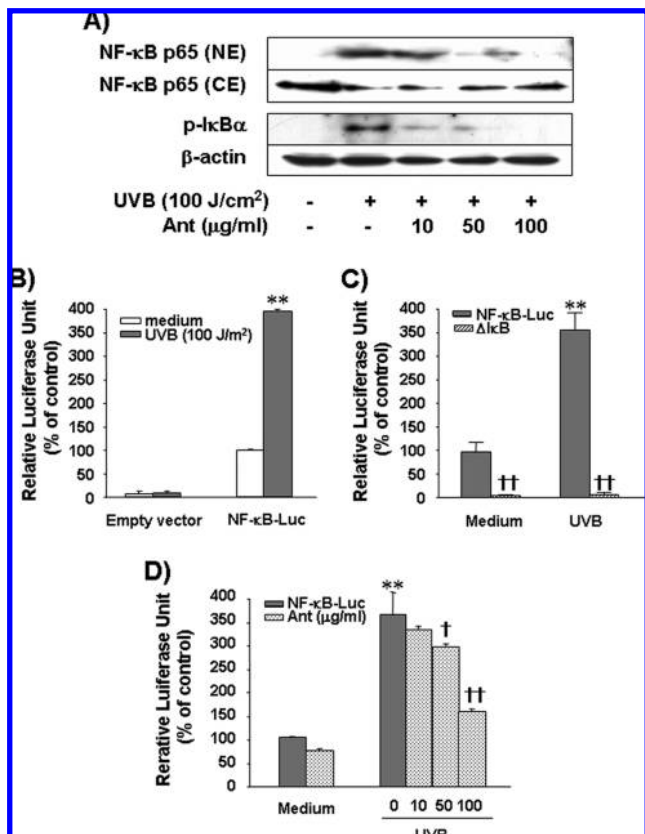 A)
NF-κB p65 (NE)
NF-κB p65 (CE)
p-IκBα
β-actin
UVB (100 J/cm²) - + + + +
Ant (µg/ml) - - 10 50 100
B)
Relative Luciferase Unit
(% of control)
400
350
300
250
200
150
100
50
0
medium
UVB (100 J/m²)
**
Empty vector NF-κB-Luc
C)
Relative Luciferase Unit
(% of control)
400
350
300
250
200
150
100
50
0
NF-κB-Luc
ΔIκB
**
††
††
Medium UVB
D)
Relative Luiferase Unit
(% of control)
400
350
300
250
200
150
100
50
0
NF-κB-Luc
Ant (µg/ml)
**
†
††
Medium 0 10 50 100
UVB